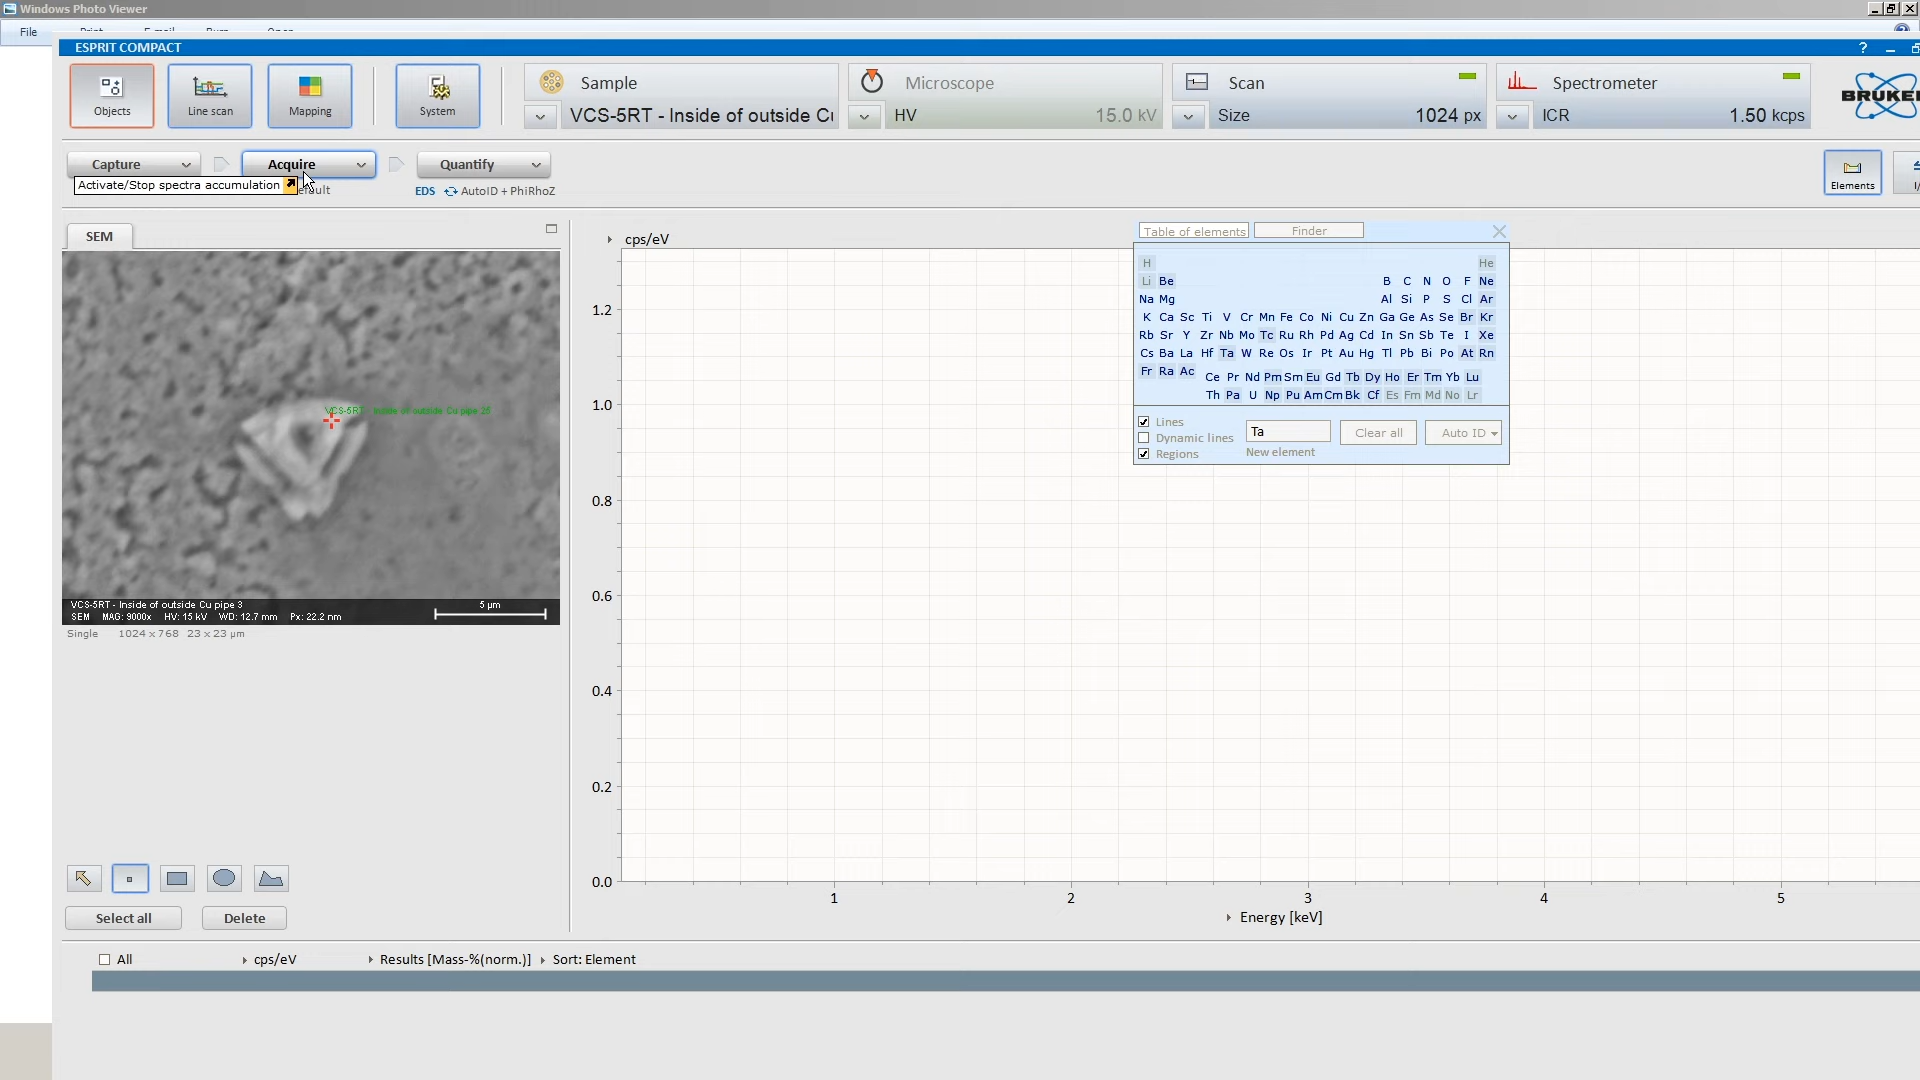 Windows Photo Viewer
File
ESPRIT COMPACT
?
Objects
Line scan
Mapping
System
Sample
VCS-5RT - Inside of outside Cu
Microscope
HV 15.0 kV
Scan
Size 1024 px
Spectrometer
ICR 1.50 kcps
BRUKE
Capture
Acquire
Quantify
Activate/Stop spectra accumulation
efault
EDS AutoID + PhiRhoZ
Elements
SEM
VCS-5RT - Inside of outside Cu pipe 25
VCS-5RT - Inside of outside Cu pipe 3
SEM MAG: 9000x HV: 15 kV WD: 12.7 mm Px: 22.2 nm
5 µm
Single 1024 x 768 23 x 23 µm
Select all
Delete
cps/eV
1.2
1.0
0.8
0.6
0.4
0.2
0.0
1 2 3 4 5
Energy [keV]
Table of elements
Finder
H He
Li Be B C N O F Ne
Na Mg Al Si P S Cl Ar
K Ca Sc Ti V Cr Mn Fe Co Ni Cu Zn Ga Ge As Se Br Kr
Rb Sr Y Zr Nb Mo Tc Ru Rh Pd Ag Cd In Sn Sb Te I Xe
Cs Ba La Hf Ta W Re Os Ir Pt Au Hg Tl Pb Bi Po At Rn
Fr Ra Ac
Ce Pr Nd Pm Sm Eu Gd Tb Dy Ho Er Tm Yb Lu
Th Pa U Np Pu Am Cm Bk Cf Es Fm Md No Lr
Lines
Dynamic lines
Regions
Ta
New element
Clear all
Auto ID
All
cps/eV
Results [Mass-%(norm.)]
Sort: Element